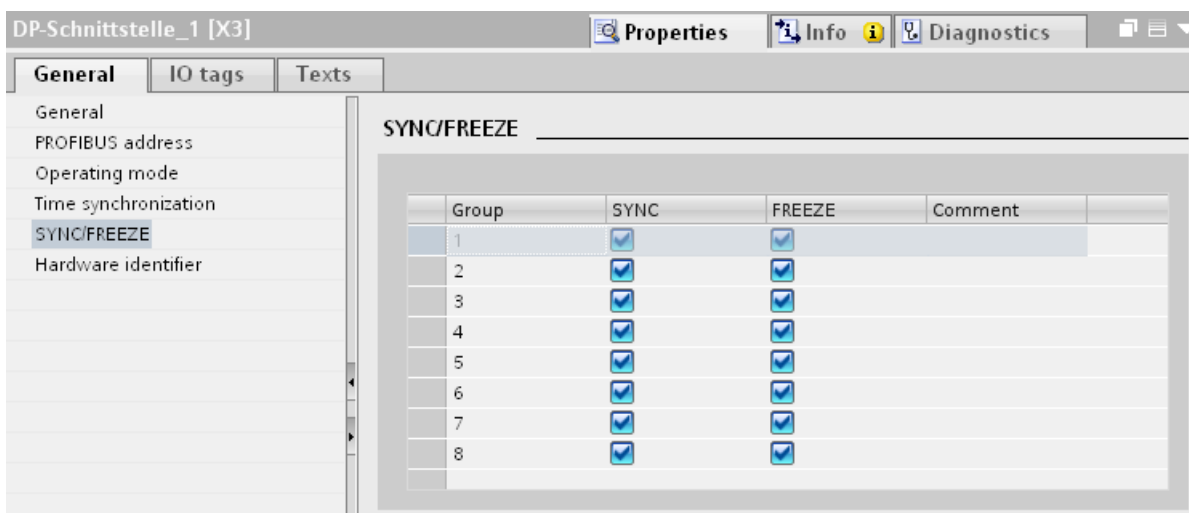 DP-Schnittstelle_1 [X3]
Properties
Info
Diagnostics
General
IO tags
Texts
General
PROFIBUS address
Operating mode
Time synchronization
SYNC/FREEZE
Hardware identifier
SYNC/FREEZE
Group SYNC FREEZE Comment
1
2
3
4
5
6
7
8